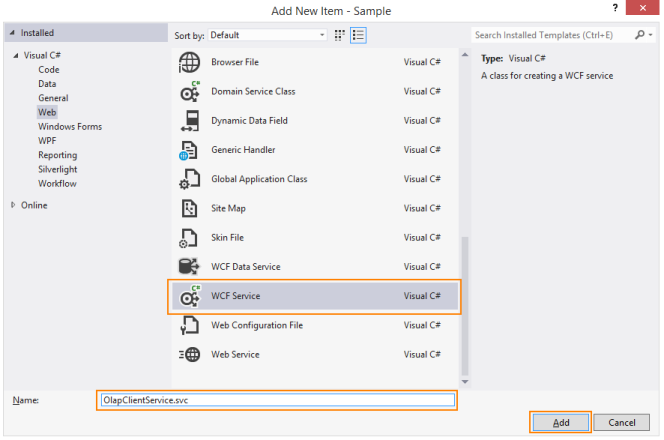 Add New Item - Sample
?
×
Installed
Sort by: Default
Search Installed Templates (Ctrl+E)
Visual C#
Code
Data
General
Web
Windows Forms
WPF
Reporting
Silverlight
Workflow
Online
Browser File Visual C#
Domain Service Class Visual C#
Dynamic Data Field Visual C#
Generic Handler Visual C#
Global Application Class Visual C#
Site Map Visual C#
Skin File Visual C#
WCF Data Service Visual C#
WCF Service Visual C#
Web Configuration File Visual C#
Web Service Visual C#
Type: Visual C#
A class for creating a WCF service
Name: OlapClientService.svc
Add Cancel